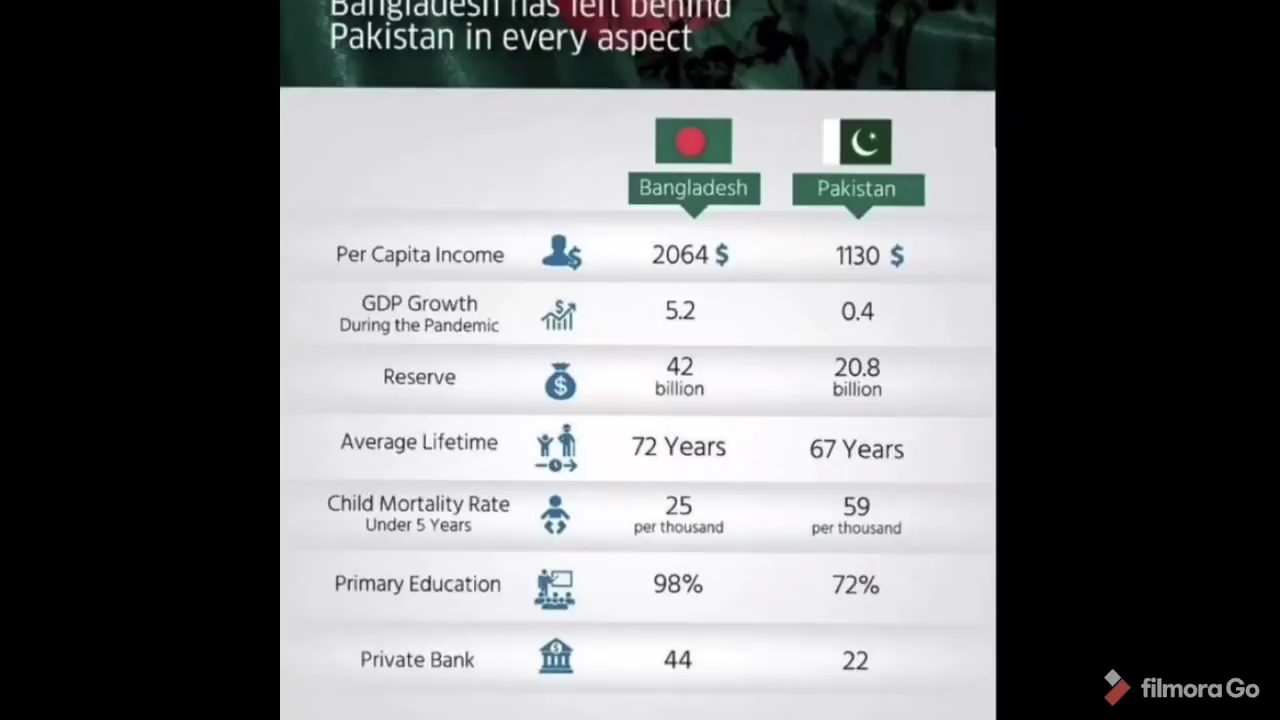 Bangladesh has left behind
Pakistan in every aspect
Bangladesh
Pakistan
Per Capita Income
2064 $
1130 $
GDP Growth
During the Pandemic
5.2
0.4
Reserve
42
billion
20.8
billion
Average Lifetime
72 Years
67 Years
Child Mortality Rate
Under 5 Years
25
per thousand
59
per thousand
Primary Education
98%
72%
Private Bank
44
22
filmora Go